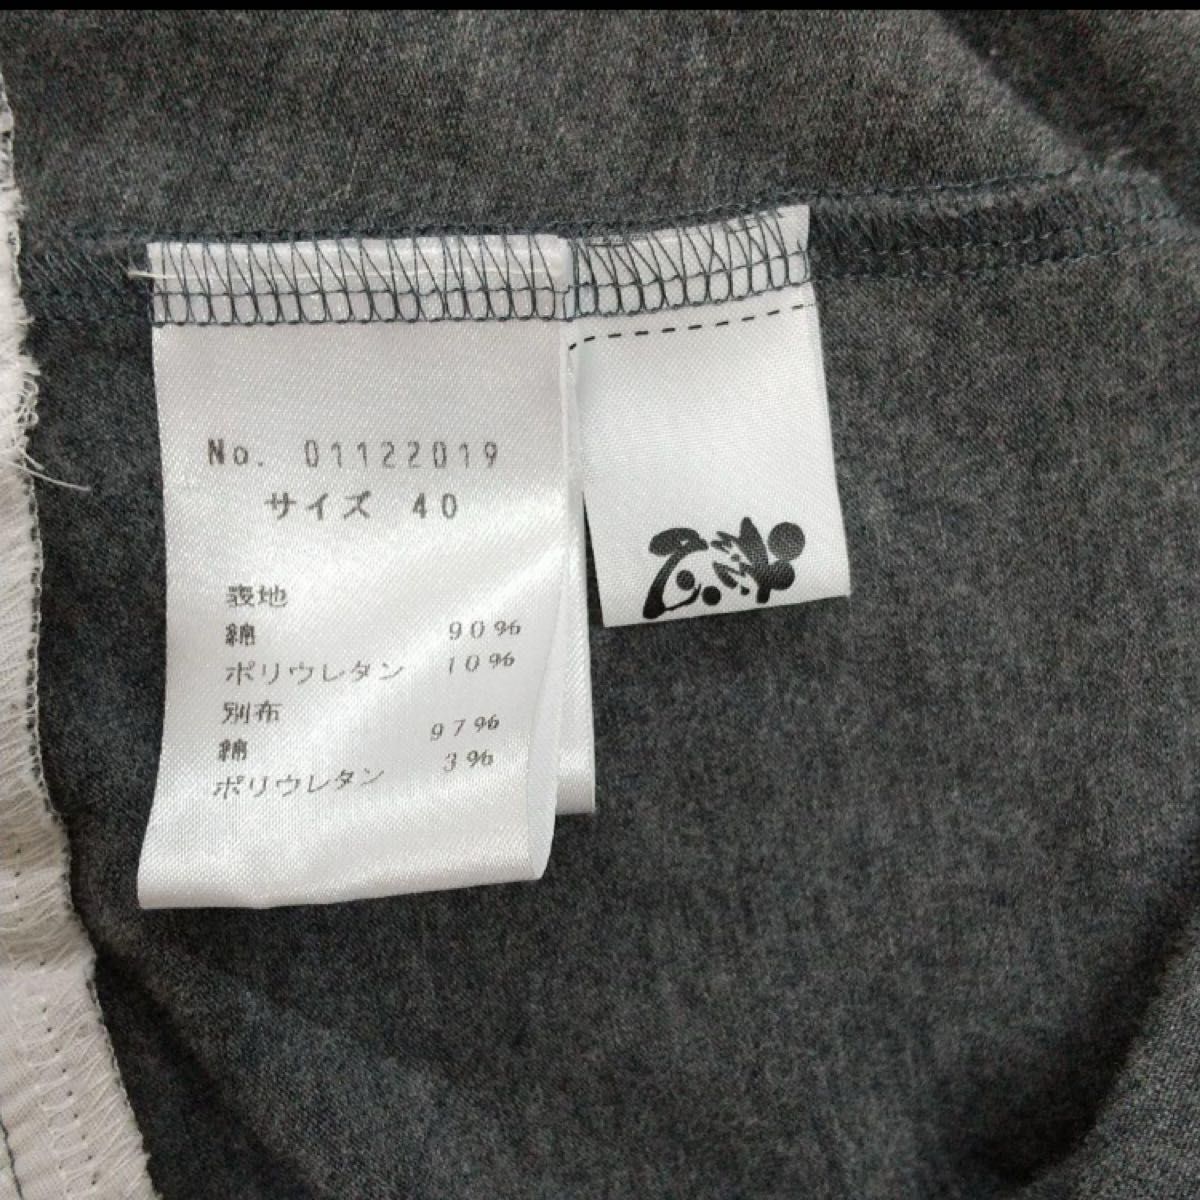 No. 01122019
サイズ 40
表地
綿 90%
ポリウレタン 10%
別布
綿 97%
ポリウレタン 3%